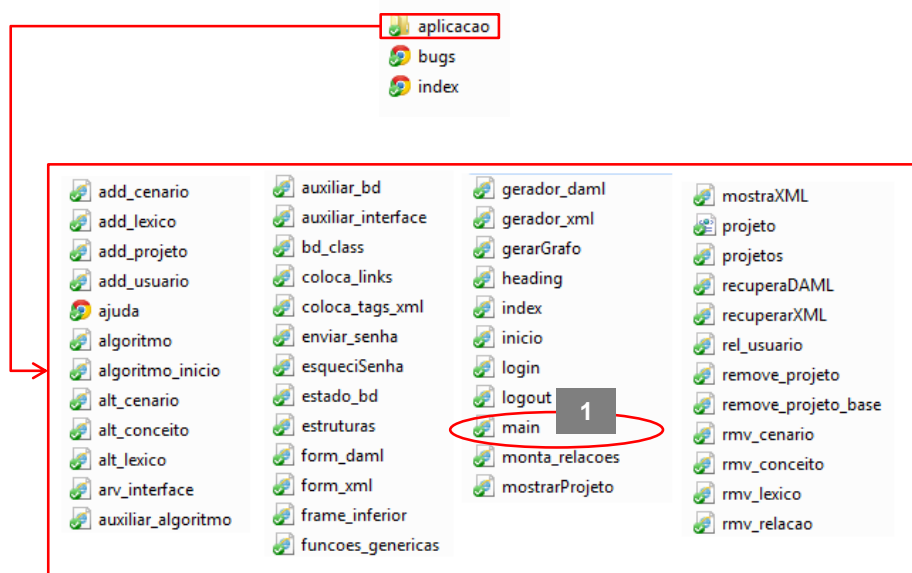 aplicacao
bugs
index
add_cenario
add_lexico
add_projeto
add_usuario
ajuda
algoritmo
algoritmo_inicio
alt_cenario
alt_conceito
alt_lexico
arv_interface
auxiliar_algoritmo
auxiliar_bd
auxiliar_interface
bd_class
coloca_links
coloca_tags_xml
enviar_senha
esqueciSenha
estado_bd
estruturas
form_daml
form_xml
frame_inferior
funcoes_genericas
gerador_daml
gerador_xml
gerarGrafo
heading
index
inicio
login
logout
1
main
monta_relacoes
mostrarProjeto
mostraXML
projeto
projetos
recuperaDAML
recuperarXML
rel_usuario
remove_projeto
remove_projeto_base
rmv_cenario
rmv_conceito
rmv_lexico
rmv_relacao